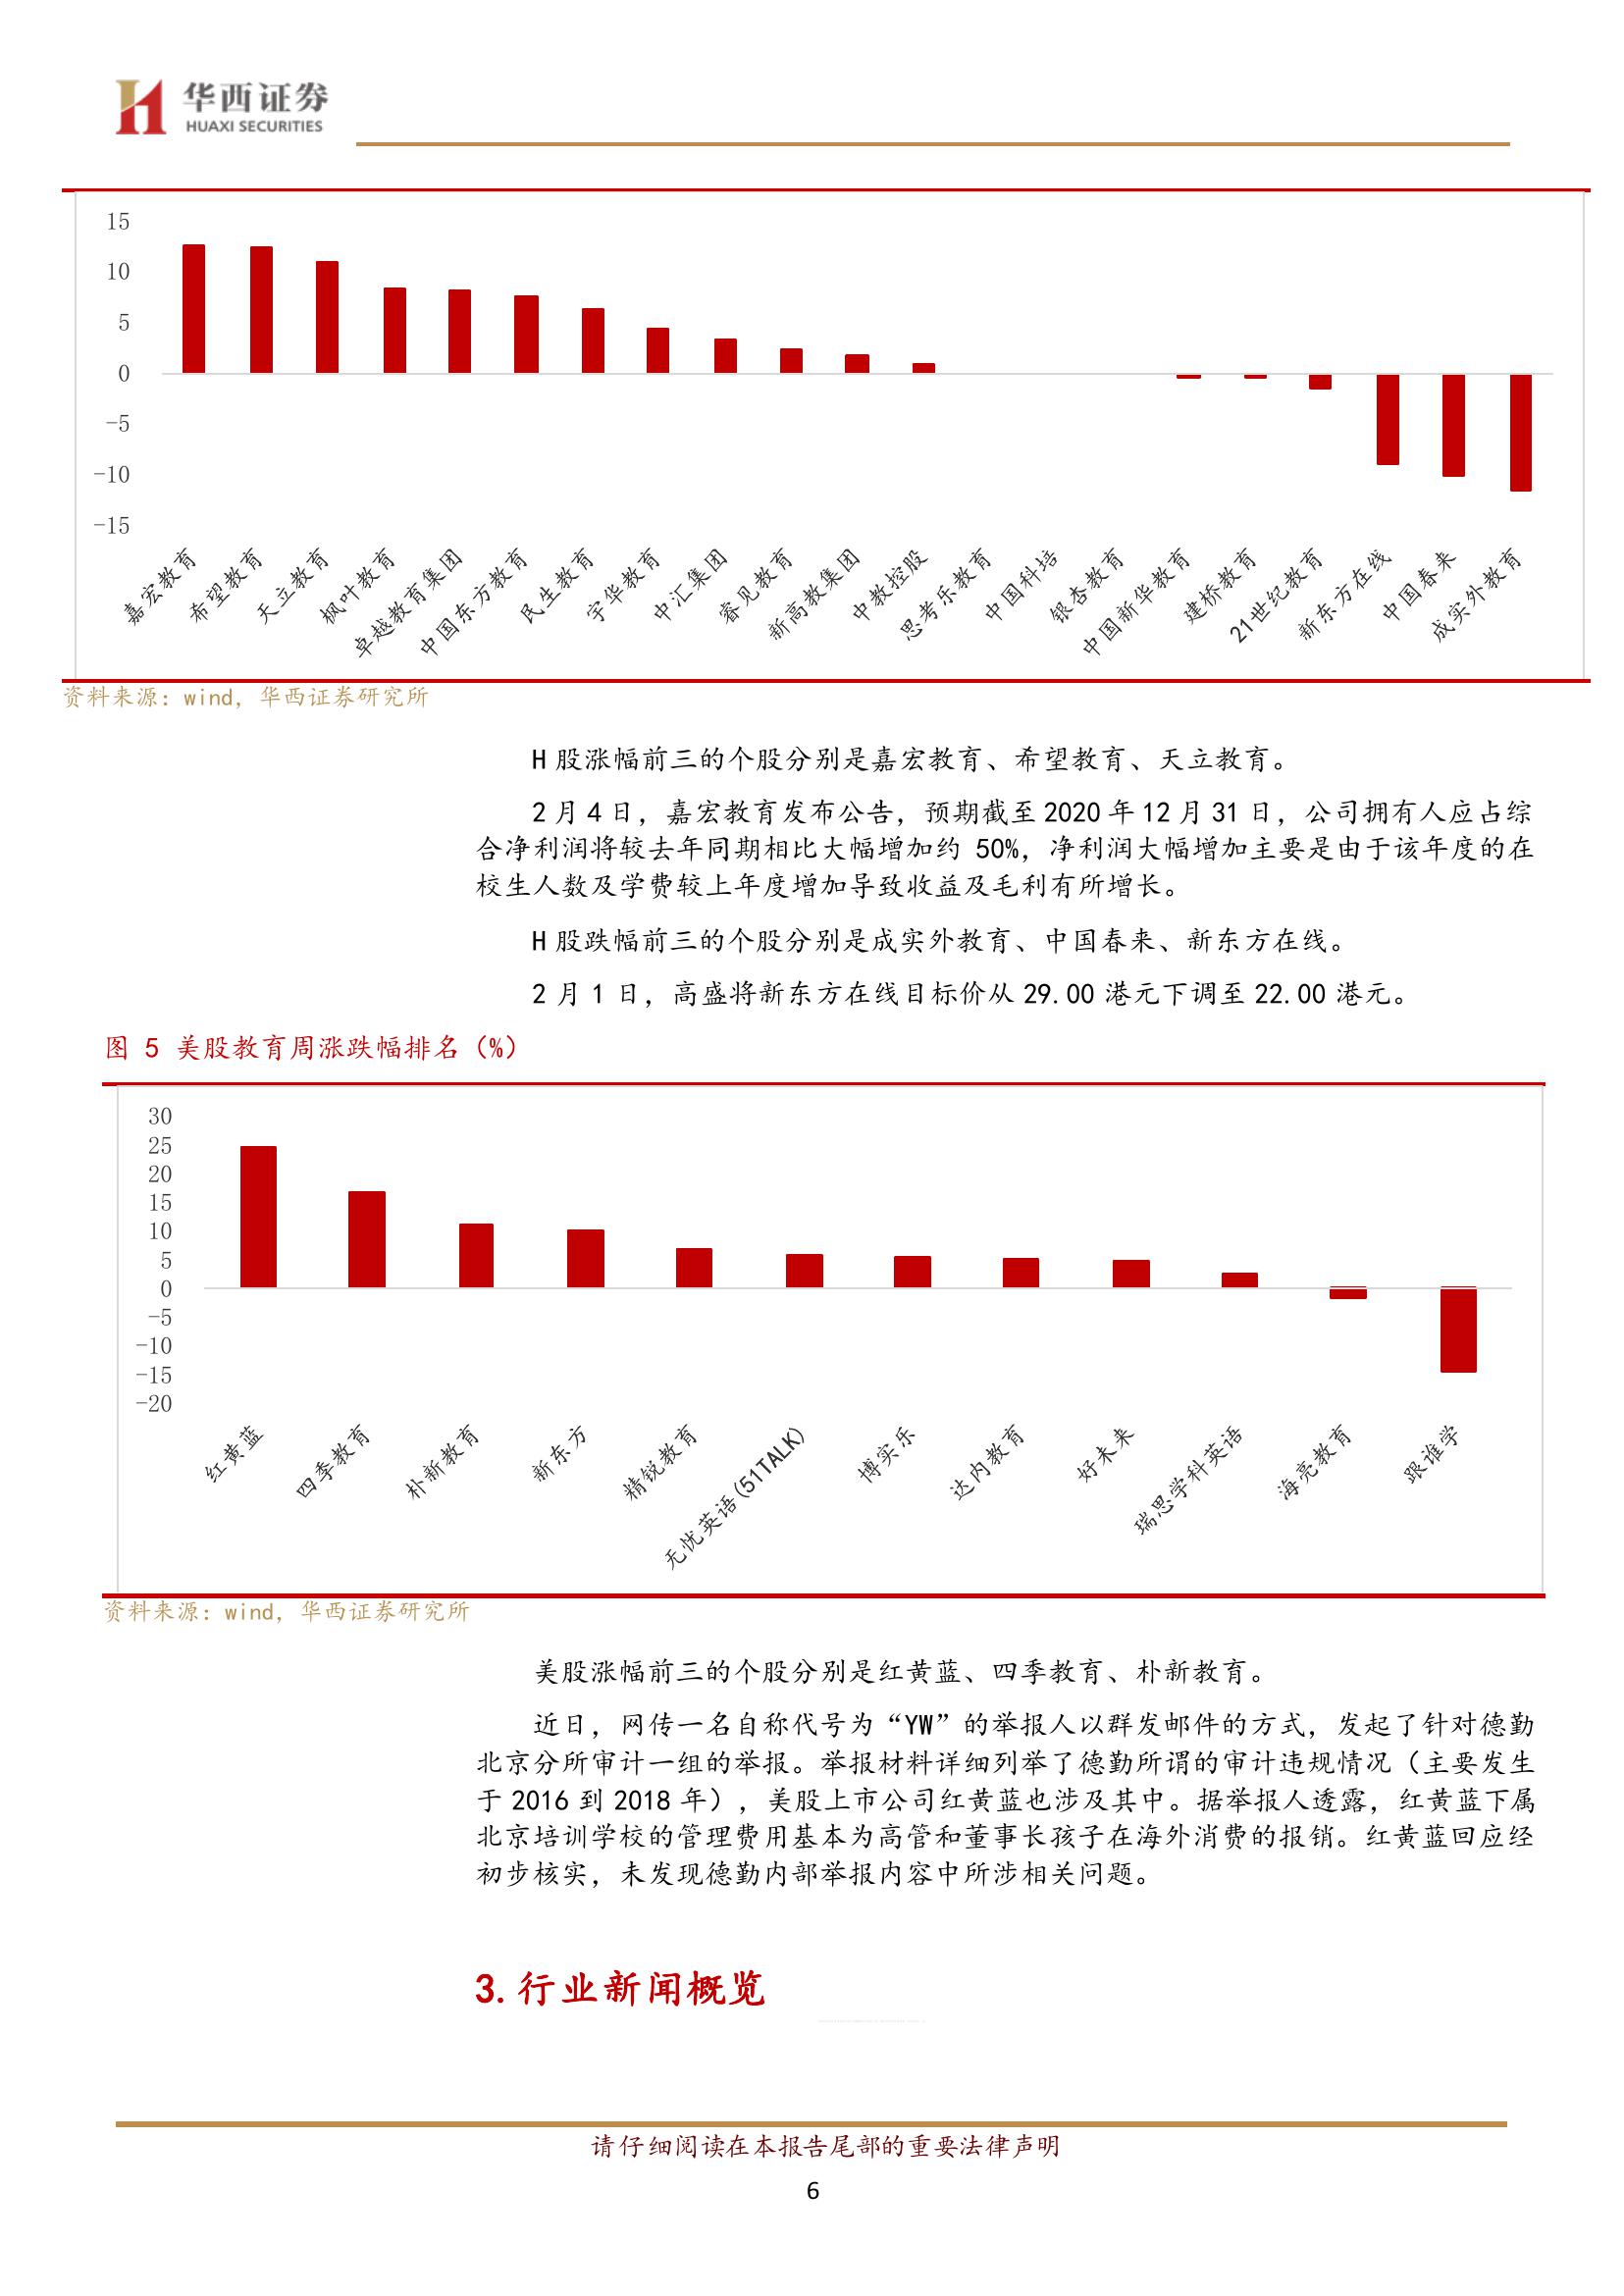 华西证券
HUAXI SECURITIES
15
10
5
0
-5
-10
-15
嘉宏教育
希望教育
天立教育
枫叶教育
卓越教育集团
中国东方教育
民生教育
宇华教育
中汇集团
睿见教育
新高教集团
中教控股
思考乐教育
中国科培
银杏教育
中国新华教育
建桥教育
21世纪教育
新东方在线
中国春来
成实外教育
资料来源：wind，华西证券研究所
H 股涨幅前三的个股分别是嘉宏教育、希望教育、天立教育。
2 月 4 日，嘉宏教育发布公告，预期截至 2020 年 12 月 31 日，公司拥有人应占综
合净利润将较去年同期相比大幅增加约 50%，净利润大幅增加主要是由于该年度的在
校生人数及学费较上年度增加导致收益及毛利有所增长。
H 股跌幅前三的个股分别是成实外教育、中国春来、新东方在线。
2 月 1 日，高盛将新东方在线目标价从 29.00 港元下调至 22.00 港元。
图 5 美股教育周涨跌幅排名（%）
30
25
20
15
10
5
0
-5
-10
-15
-20
红黄蓝
四季教育
朴新教育
新东方
精锐教育
无忧英语(51TALK)
博实乐
达内教育
好未来
瑞思学科英语
海亮教育
跟谁学
资料来源：wind，华西证券研究所
美股涨幅前三的个股分别是红黄蓝、四季教育、朴新教育。
近日，网传一名自称代号为“YW”的举报人以群发邮件的方式，发起了针对德勤
北京分所审计一组的举报。举报材料详细列举了德勤所谓的审计违规情况（主要发生
于 2016 到 2018 年），美股上市公司红黄蓝也涉及其中。据举报人透露，红黄蓝下属
北京培训学校的管理费用基本为高管和董事长孩子在海外消费的报销。红黄蓝回应经
初步核实，未发现德勤内部举报内容中所涉相关问题。
3.行业新闻概览
请仔细阅读在本报告尾部的重要法律声明
6